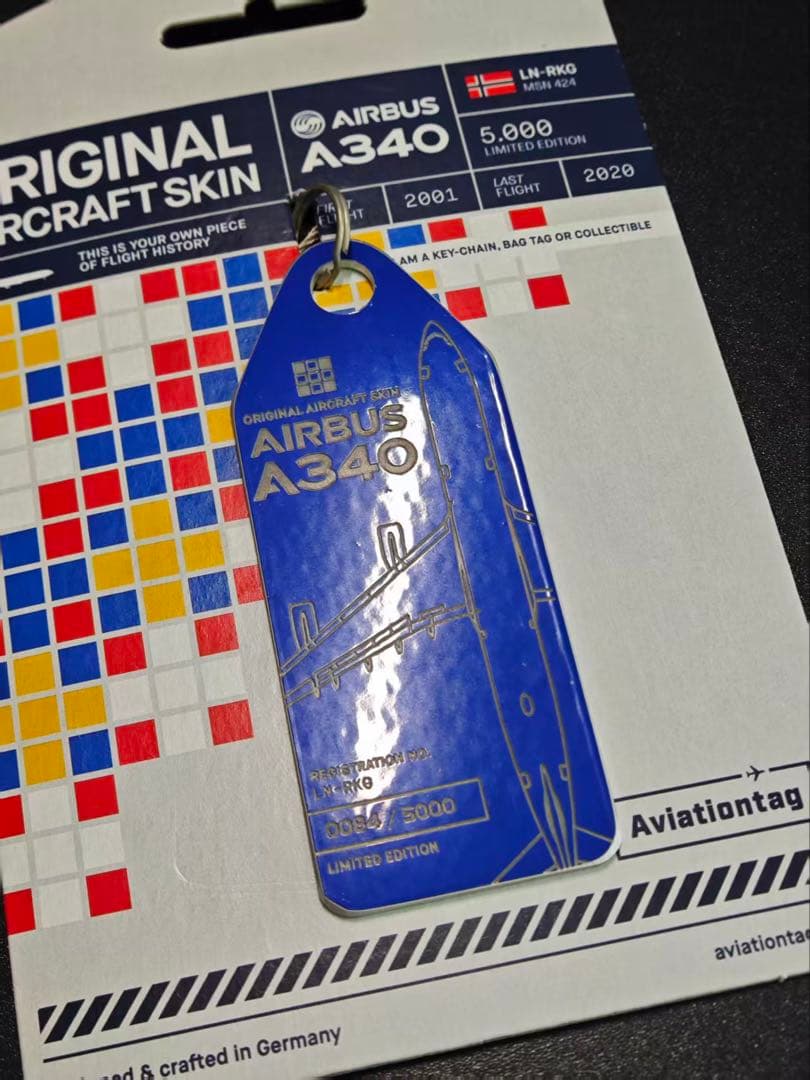 RIGINAL
RCRAFT SKIN
THIS IS YOUR OWN PIECE
OF FLIGHT HISTORY
AIRBUS
A340
LN-RKG
MSN 424
5.000
LIMITED EDITION
FIRST
FLIGHT
2001
LAST
FLIGHT
2020
AM A KEY-CHAIN, BAG TAG OR COLLECTIBLE
ORIGINAL AIRCRAFT SKIN
AIRBUS
A340
REGISTRATION NO.
LN-RKG
0084 / 5000
LIMITED EDITION
Aviationtag
aviationtag
& crafted in Germany